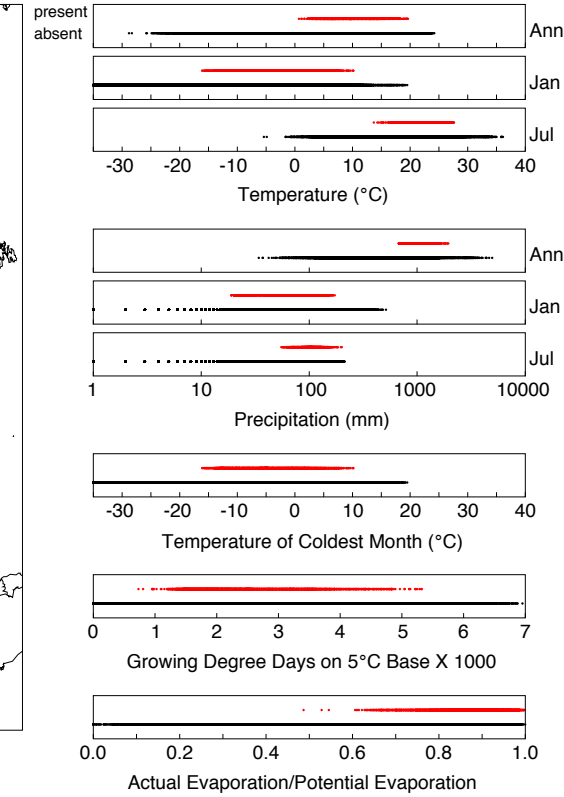 present
absent
Ann
Jan
Jul
-30 -20 -10 0 10 20 30 40
Temperature (°C)
Ann
Jan
Jul
1 10 100 1000 10000
Precipitation (mm)
-30 -20 -10 0 10 20 30 40
Temperature of Coldest Month (°C)
0 1 2 3 4 5 6 7
Growing Degree Days on 5°C Base X 1000
0.0 0.2 0.4 0.6 0.8 1.0
Actual Evaporation/Potential Evaporation